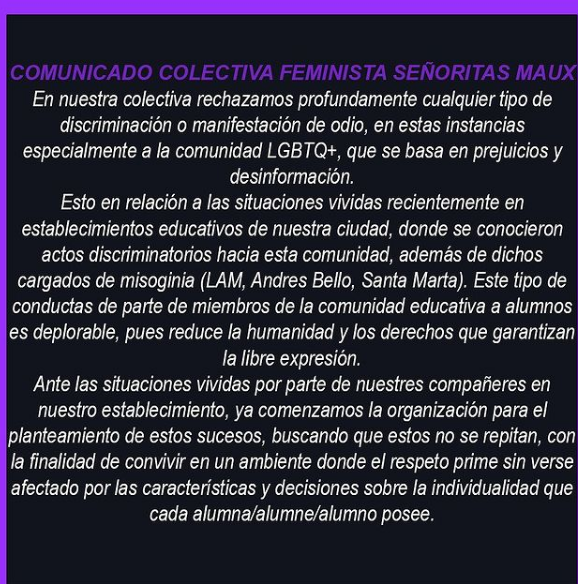 COMUNICADO COLECTIVA FEMINISTA SEÑORITAS MAUX
En nuestra colectiva rechazamos profundamente cualquier tipo de
discriminación o manifestación de odio, en estas instancias
especialmente a la comunidad LGBTQ+, que se basa en prejuicios y
desinformación.
Esto en relación a las situaciones vividas recientemente en
establecimientos educativos de nuestra ciudad, donde se conocieron
actos discriminatorios hacia esta comunidad, además de dichos
cargados de misoginia (LAM, Andres Bello, Santa Marta). Este tipo de
conductas de parte de miembros de la comunidad educativa a alumnos
es deplorable, pues reduce la humanidad y los derechos que garantizan
la libre expresión.
Ante las situaciones vividas por parte de nuestres compañeres en
nuestro establecimiento, ya comenzamos la organización para el
planteamiento de estos sucesos, buscando que estos no se repitan, con
la finalidad de convivir en un ambiente donde el respeto prime sin verse
afectado por las características y decisiones sobre la individualidad que
cada alumna/alumne/alumno posee.